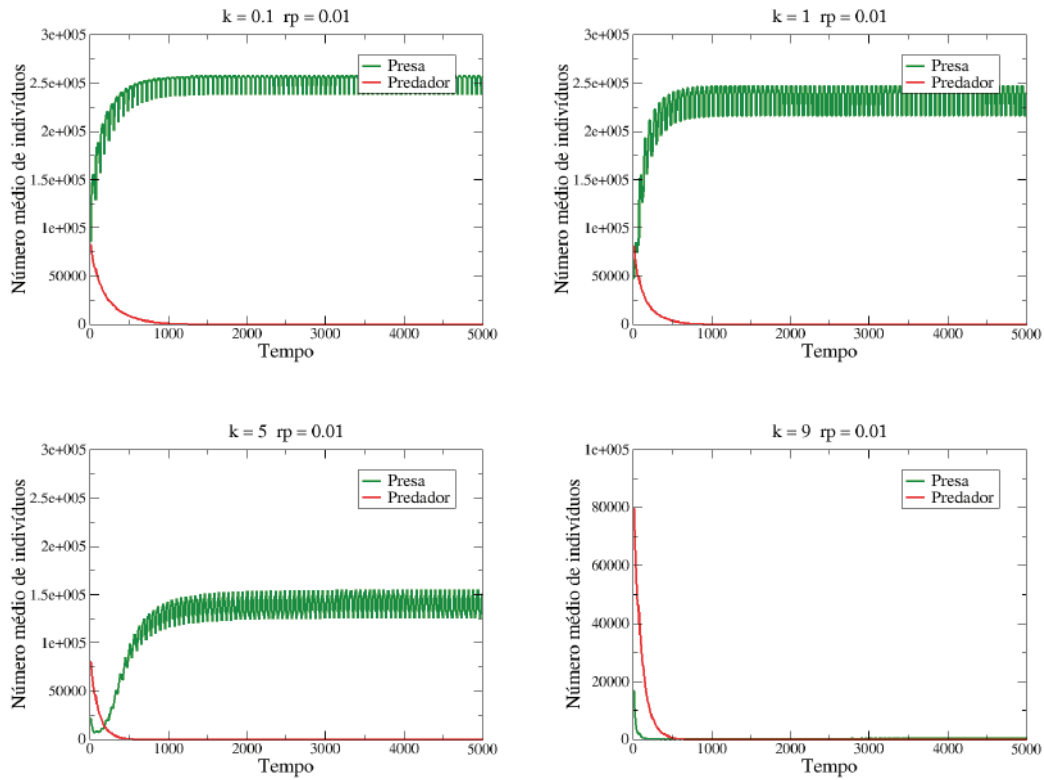 k = 0.1 rp = 0.01
3e+005
2.5e+005
2e+005
1.5e+005
1e+005
50000
0
Número médio de indivíduos
Presa
Predador
0 1000 2000 3000 4000 5000
Tempo
k = 1 rp = 0.01
3e+005
2.5e+005
2e+005
1.5e+005
1e+005
50000
0
Número médio de indivíduos
Presa
Predador
0 1000 2000 3000 4000 5000
Tempo
k = 5 rp = 0.01
3e+005
2.5e+005
2e+005
1.5e+005
1e+005
50000
0
Número médio de indivíduos
Presa
Predador
0 1000 2000 3000 4000 5000
Tempo
k = 9 rp = 0.01
1e+005
80000
60000
40000
20000
0
Número médio de indivíduos
Presa
Predador
0 1000 2000 3000 4000 5000
Tempo